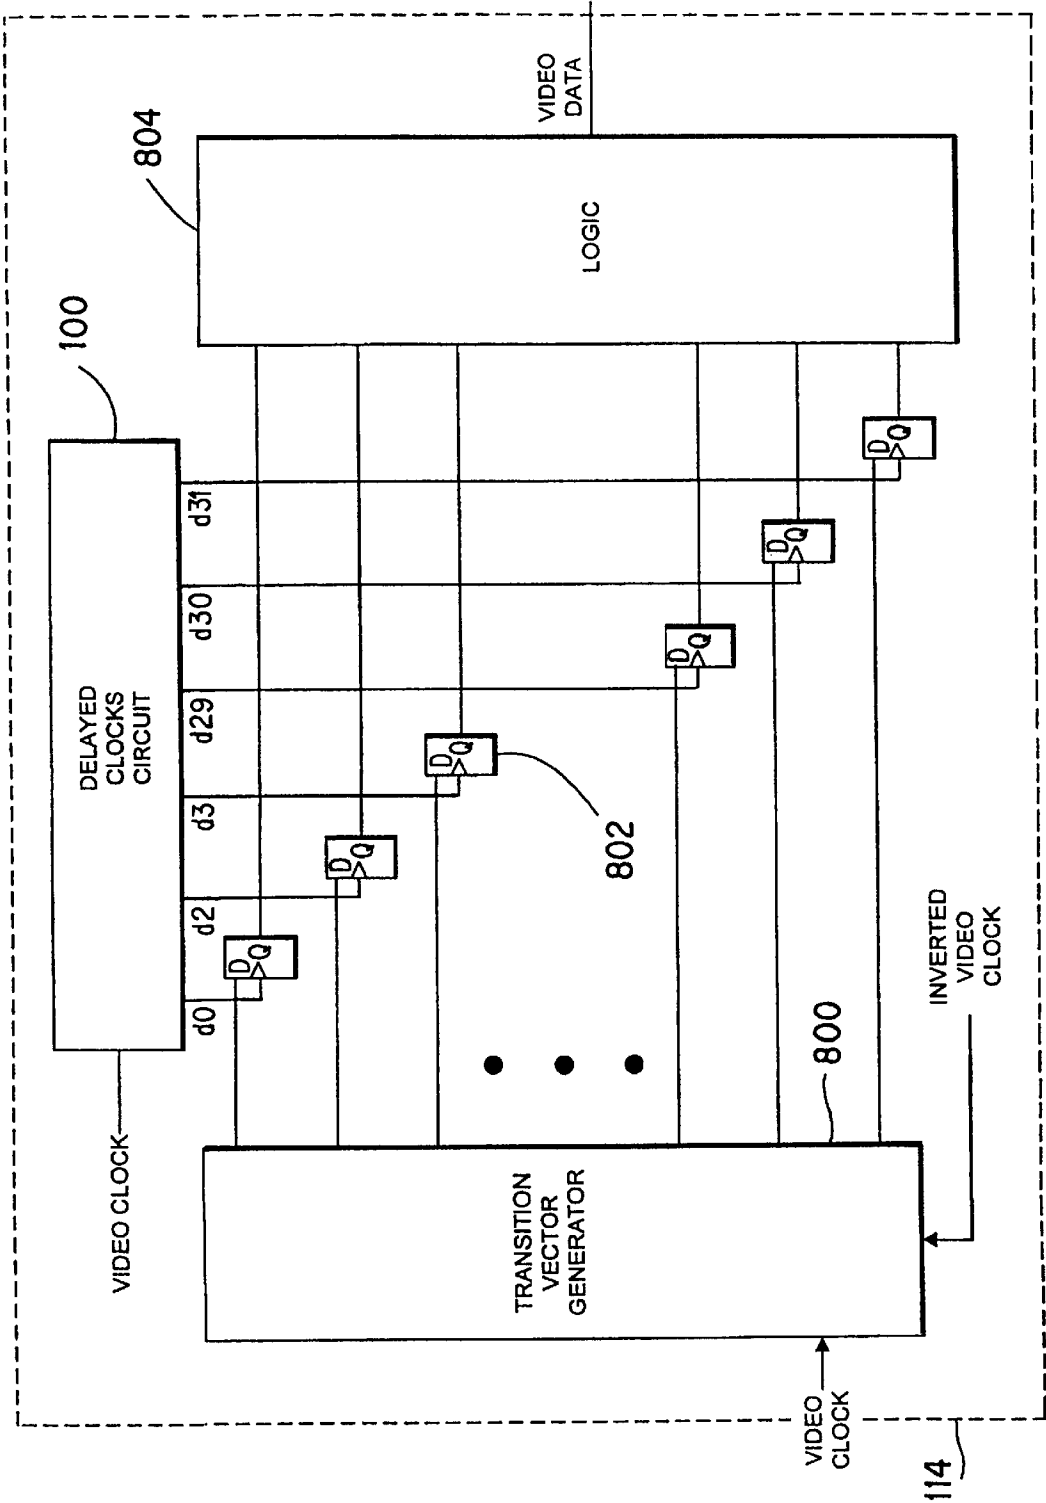 VIDEO CLOCK
DELAYED
CLOCKS
CIRCUIT
100
d0
d2
d3
d29
d30
d31
D
Q
D
Q
D
Q
D
Q
D
Q
D
Q
802
804
LOGIC
VIDEO
DATA
TRANSITION
VECTOR
GENERATOR
800
VIDEO
CLOCK
INVERTED
VIDEO
CLOCK
114